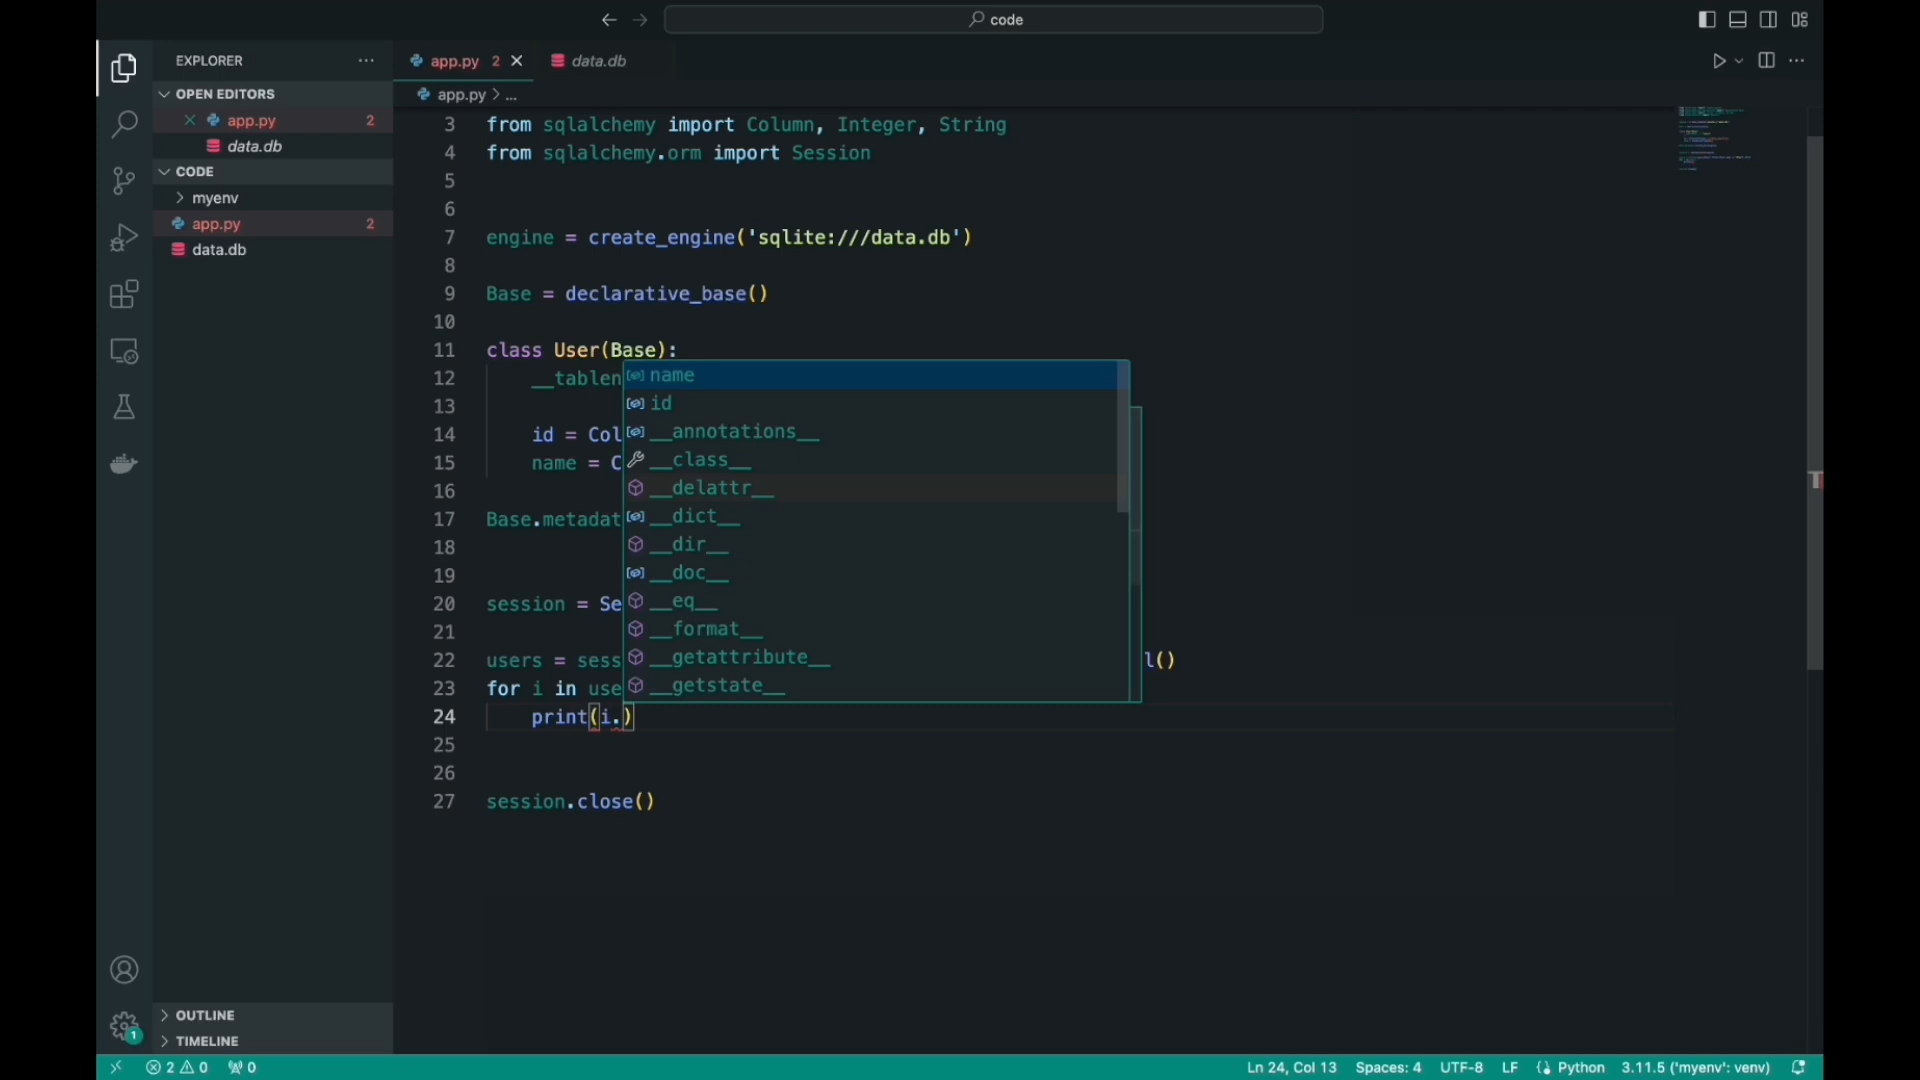 code
EXPLORER
OPEN EDITORS
app.py 2
data.db
CODE
myenv
app.py 2
data.db
OUTLINE
TIMELINE
app.py 2
data.db
app.py > ...
3 from sqlalchemy import Column, Integer, String
4 from sqlalchemy.orm import Session
5
6
7 engine = create_engine('sqlite:///data.db')
8
9 Base = declarative_base()
10
11 class User(Base):
12 __tablen
13
14 id = Col
15 name = C
16
17 Base.metadat
18
19
20 session = Se
21
22 users = sess l()
23 for i in use
24 print(i.)
25
26
27 session.close()
name
id
__annotations__
__class__
__delattr__
__dict__
__dir__
__doc__
__eq__
__format__
__getattribute__
__getstate__
1
2 0 0 Ln 24, Col 13 Spaces: 4 UTF-8 LF Python 3.11.5 ('myenv': venv)